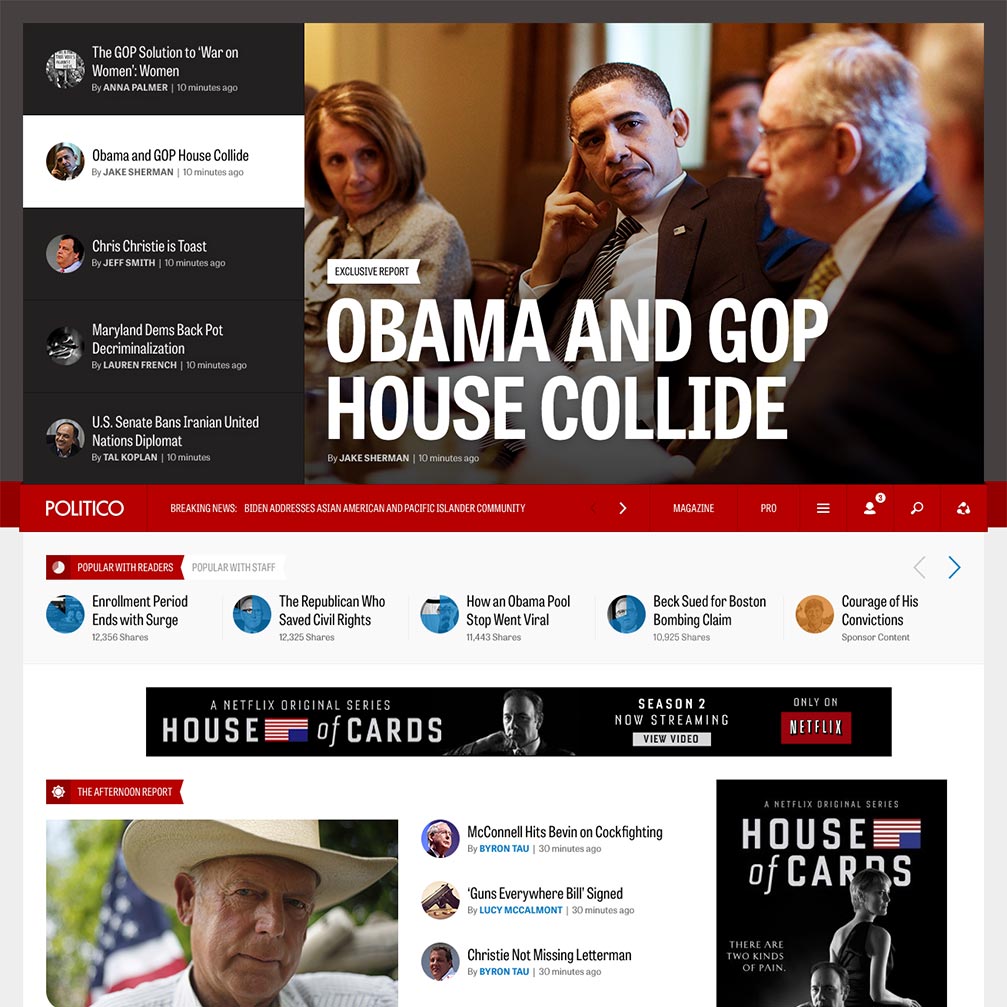 The GOP Solution to ‘War on
Women’: Women
By ANNA PALMER | 10 minutes ago
Obama and GOP House Collide
By JAKE SHERMAN | 10 minutes ago
Chris Christie is Toast
By JEFF SMITH | 10 minutes ago
Maryland Dems Back Pot
Decriminalization
By LAUREN FRENCH | 10 minutes ago
U.S. Senate Bans Iranian United
Nations Diplomat
By TAL KOPLAN | 10 minutes
EXCLUSIVE REPORT
OBAMA AND GOP
HOUSE COLLIDE
By JAKE SHERMAN | 10 minutes ago
POLITICO
BREAKING NEWS: BIDEN ADDRESSES ASIAN AMERICAN AND PACIFIC ISLANDER COMMUNITY
MAGAZINE
PRO
3
POPULAR WITH READERS
POPULAR WITH STAFF
Enrollment Period
Ends with Surge
12,356 Shares
The Republican Who
Saved Civil Rights
12,325 Shares
How an Obama Pool
Stop Went Viral
11,443 Shares
Beck Sued for Boston
Bombing Claim
10,925 Shares
Courage of His
Convictions
Sponsor Content
A NETFLIX ORIGINAL SERIES
HOUSE of CARDS
SEASON 2
NOW STREAMING
VIEW VIDEO
ONLY ON
NETFLIX
THE AFTERNOON REPORT
McConnell Hits Bevin on Cockfighting
By BYRON TAU | 30 minutes ago
‘Guns Everywhere Bill’ Signed
By LUCY MCCALMONT | 30 minutes ago
Christie Not Missing Letterman
By BYRON TAU | 30 minutes ago
A NETFLIX ORIGINAL SERIES
HOUSE
of CARDS
THERE ARE
TWO KINDS
OF PAIN.